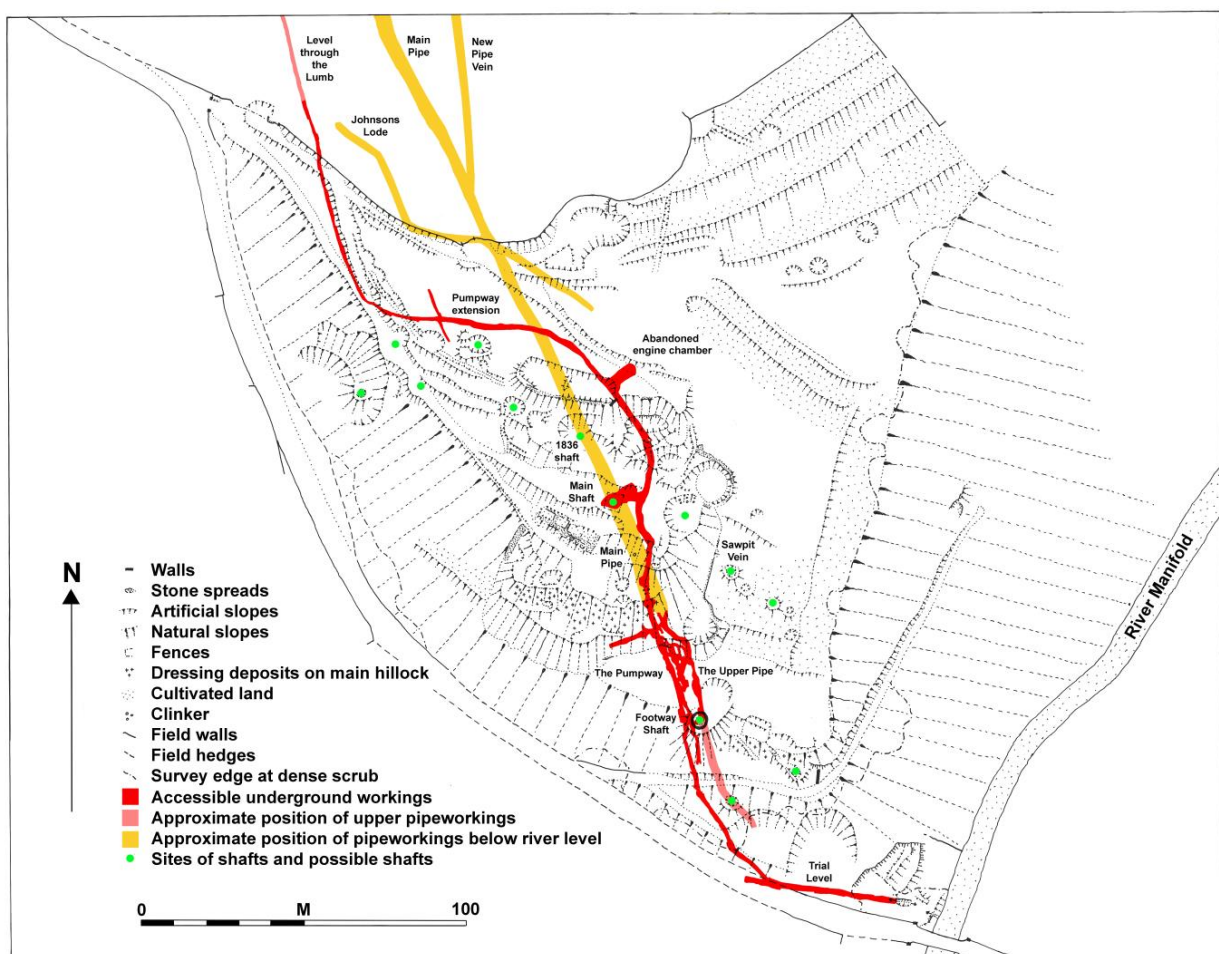 Level
through
the
Lumb
Main
Pipe
New
Pipe
Vein
Johnsons
Lode
Pumpway
extension
Abandoned
engine chamber
1836
shaft
Main
Shaft
Main
Pipe
Sawpit
Vein
River Manifold
The Pumpway
The Upper Pipe
Footway
Shaft
Trial
Level
N
Walls
Stone spreads
Artificial slopes
Natural slopes
Fences
Dressing deposits on main hillock
Cultivated land
Clinker
Field walls
Field hedges
Survey edge at dense scrub
Accessible underground workings
Approximate position of upper pipeworkings
Approximate position of pipeworkings below river level
Sites of shafts and possible shafts
0 M 100